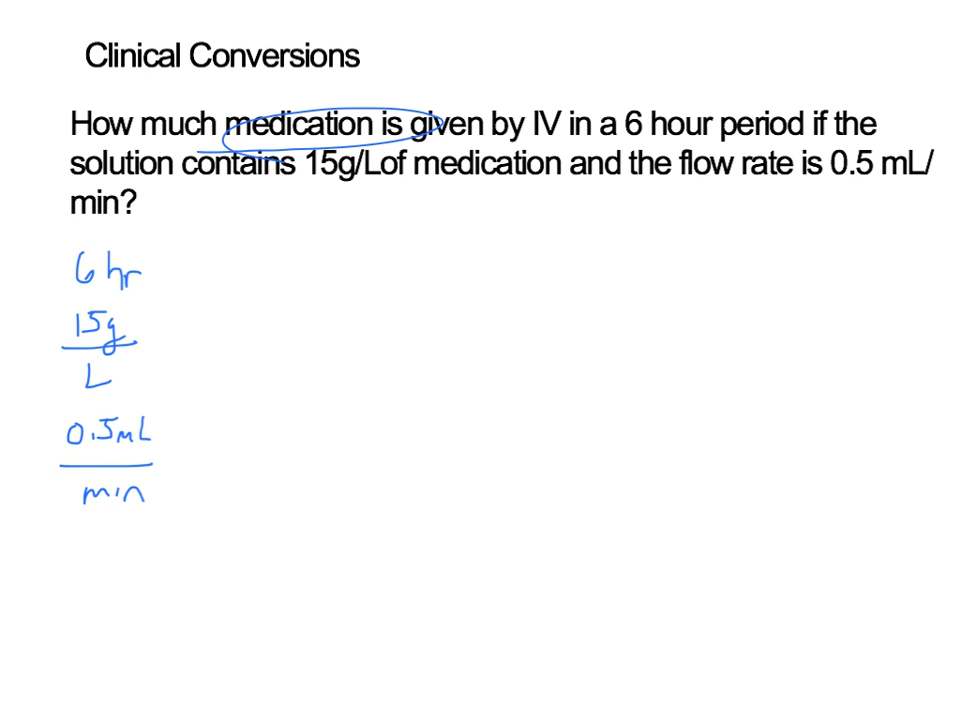 Clinical Conversions
How much medication is given by IV in a 6 hour period if the
solution contains 15g/Lof medication and the flow rate is 0.5 mL/
min?
6 hr
15g
L
0.5mL
min